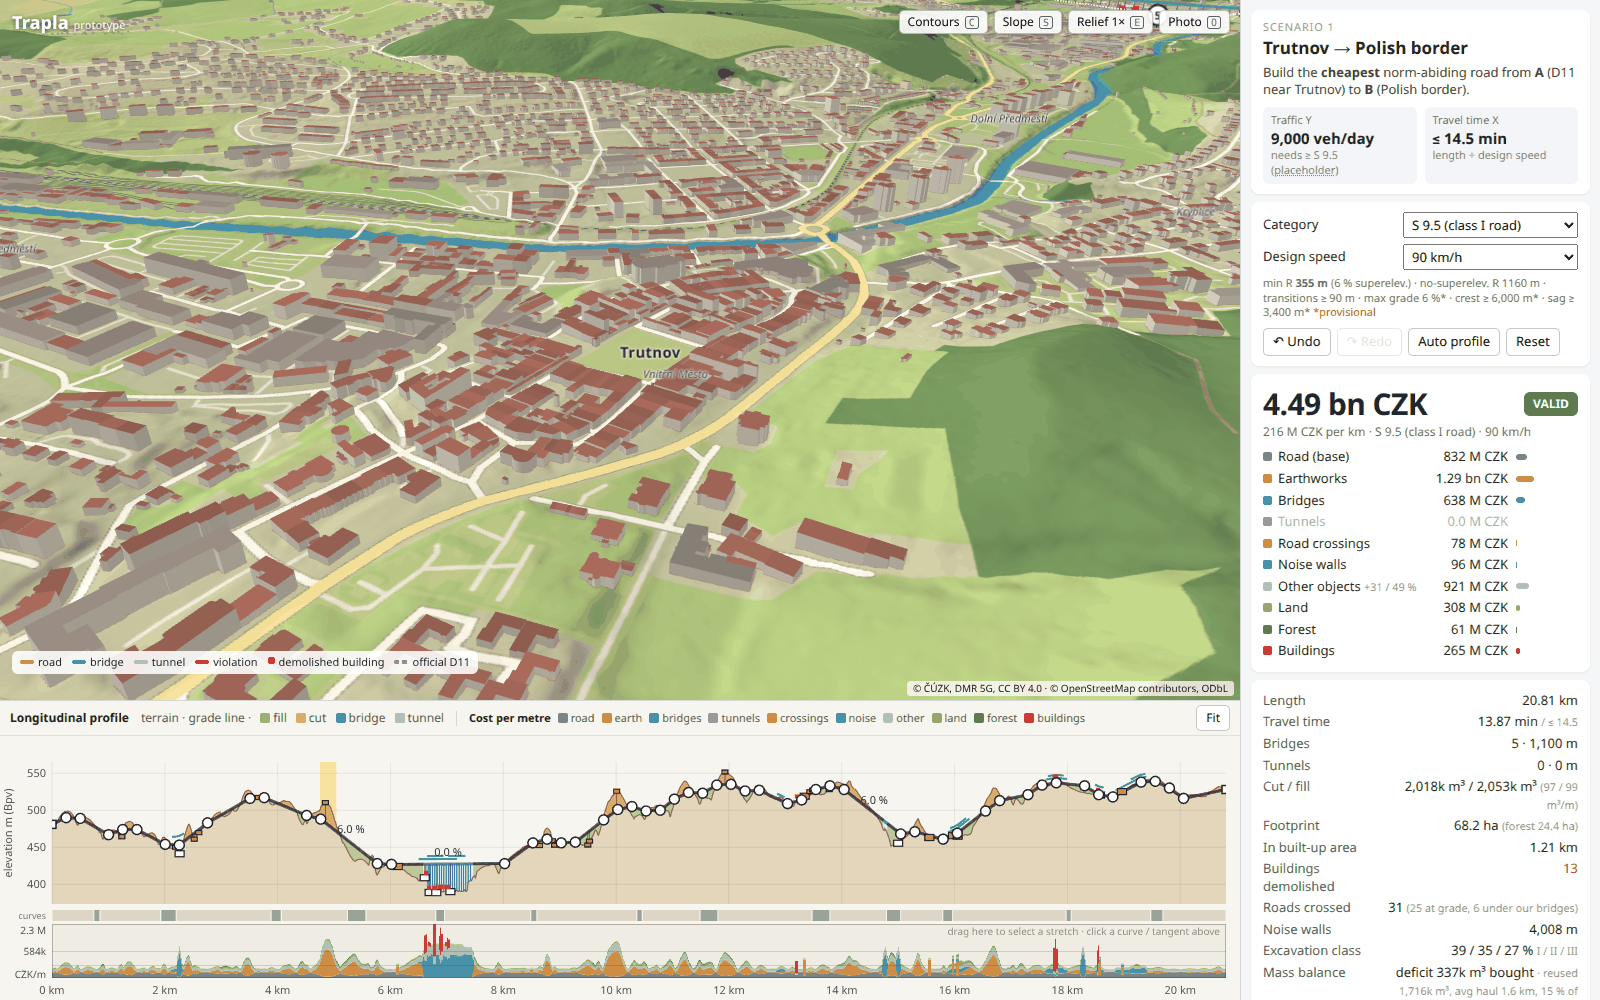 Trapla prototype
Contours C
Slope S
Relief 1× E
Photo O
Dolní Předměstí
Kryblice
Trutnov
Vnitřní Město
road
bridge
tunnel
violation
demolished building
official D11
© ČÚZK, DMR 5G, CC BY 4.0 · © OpenStreetMap contributors, ODbL
SCENARIO 1
Trutnov → Polish border
Build the cheapest norm-abiding road from A (D11
near Trutnov) to B (Polish border).
Traffic Y
9,000 veh/day
needs ≥ S 9.5
(placeholder)
Travel time X
≤ 14.5 min
length ÷ design speed
Category
S 9.5 (class I road)
Design speed
90 km/h
min R 355 m (6 % superelev.) · no-superelev. R 1160 m ·
transitions ≥ 90 m · max grade 6 %* · crest ≥ 6,000 m* · sag ≥
3,400 m* *provisional
↶ Undo
↷ Redo
Auto profile
Reset
4.49 bn CZK
VALID
216 M CZK per km · S 9.5 (class I road) · 90 km/h
Road (base) 832 M CZK
Earthworks 1.29 bn CZK
Bridges 638 M CZK
Tunnels 0.0 M CZK
Road crossings 78 M CZK
Noise walls 96 M CZK
Other objects +31 / 49 % 921 M CZK
Land 308 M CZK
Forest 61 M CZK
Buildings 265 M CZK
Length 20.81 km
Travel time 13.87 min / ≤ 14.5
Bridges 5 · 1,100 m
Tunnels 0 · 0 m
Cut / fill 2,018k m³ / 2,053k m³ (97 / 99
m³/m)
Footprint 68.2 ha (forest 24.4 ha)
In built-up area 1.21 km
Buildings
demolished 13
Roads crossed 31 (25 at grade, 6 under our bridges)
Noise walls 4,008 m
Excavation class 39 / 35 / 27 % I / II / III
Mass balance deficit 337k m³ bought · reused
1,716k m³, avg haul 1.6 km, 15 % of
Longitudinal profile terrain · grade line · fill cut bridge tunnel
Cost per metre road earth bridges tunnels crossings noise other land forest buildings
Fit
elevation m (Bpv)
550
500
450
400
6.0 %
0.0 %
6.0 %
curves
drag here to select a stretch · click a curve / tangent above
2.3 M
584k
CZK/m
0 km 2 km 4 km 6 km 8 km 10 km 12 km 14 km 16 km 18 km 20 km